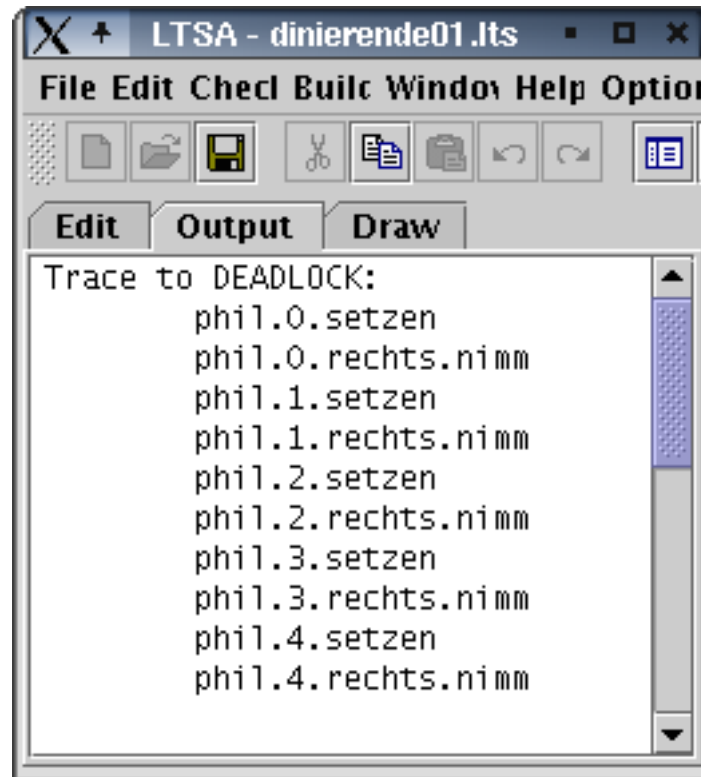 LTSA - dinierende01.lts
File Edit Checl Builc Windov Help Option
Edit Output Draw
Trace to DEADLOCK:
phil.0.setzen
phil.0.rechts.nimm
phil.1.setzen
phil.1.rechts.nimm
phil.2.setzen
phil.2.rechts.nimm
phil.3.setzen
phil.3.rechts.nimm
phil.4.setzen
phil.4.rechts.nimm